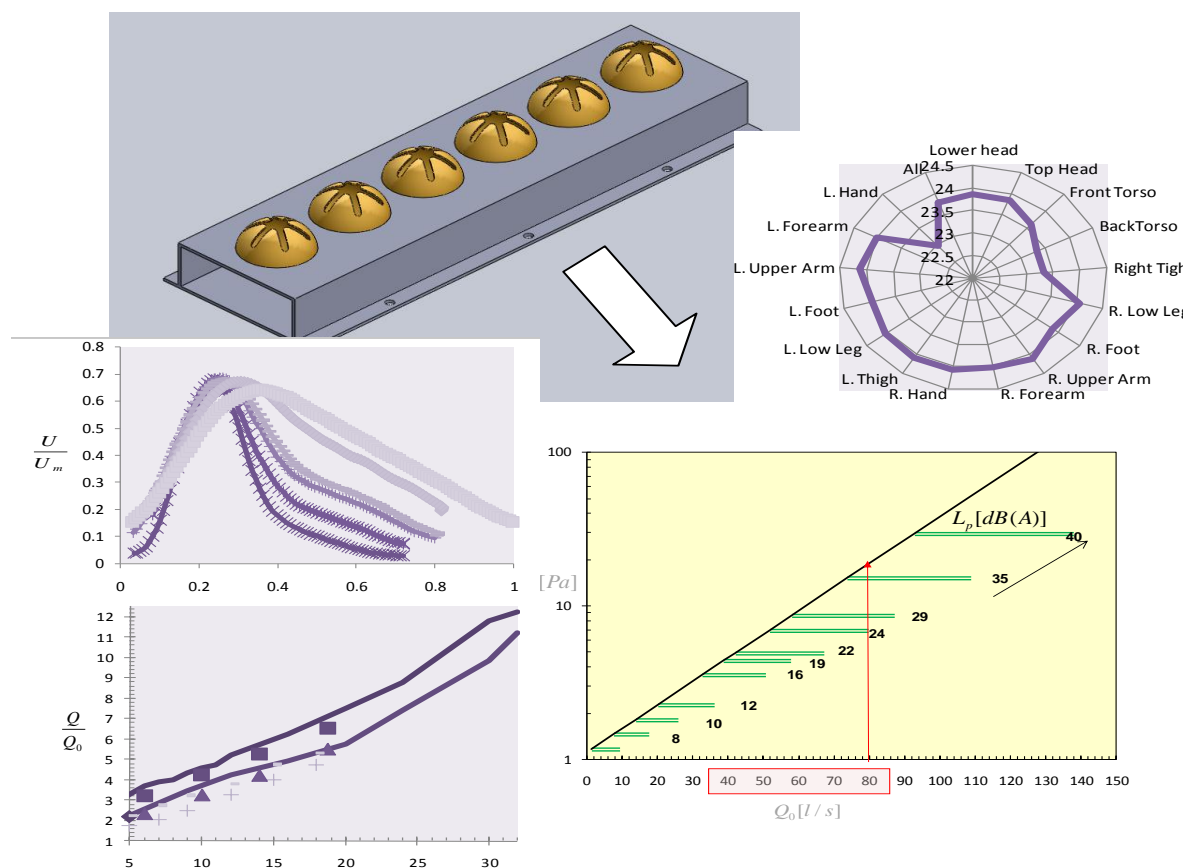 Lower head
24.5
All
Top Head
24
L. Hand
Front Torso
23.5
L. Forearm
23
BackTorso
22.5
L. Upper Arm
22
Right Tigh
L. Foot
R. Low Leg
L. Low Leg
R. Foot
L. Thigh
R. Upper Arm
R. Hand
R. Forearm
0.8
0.7
0.6
0.5
U
U m
0.4
0.3
0.2
0.1
0
0 0.2 0.4 0.6 0.8 1
100
L p [dB(A)]
40
[Pa]
35
10
29
24
22
19
16
12
10
8
1
0 10 20 30 40 50 60 70 80 90 100 110 120 130 140 150
Q 0 [l / s]
12
11
10
9
8
Q
Q 0
7
6
5
4
3
2
1
5 10 15 20 25 30